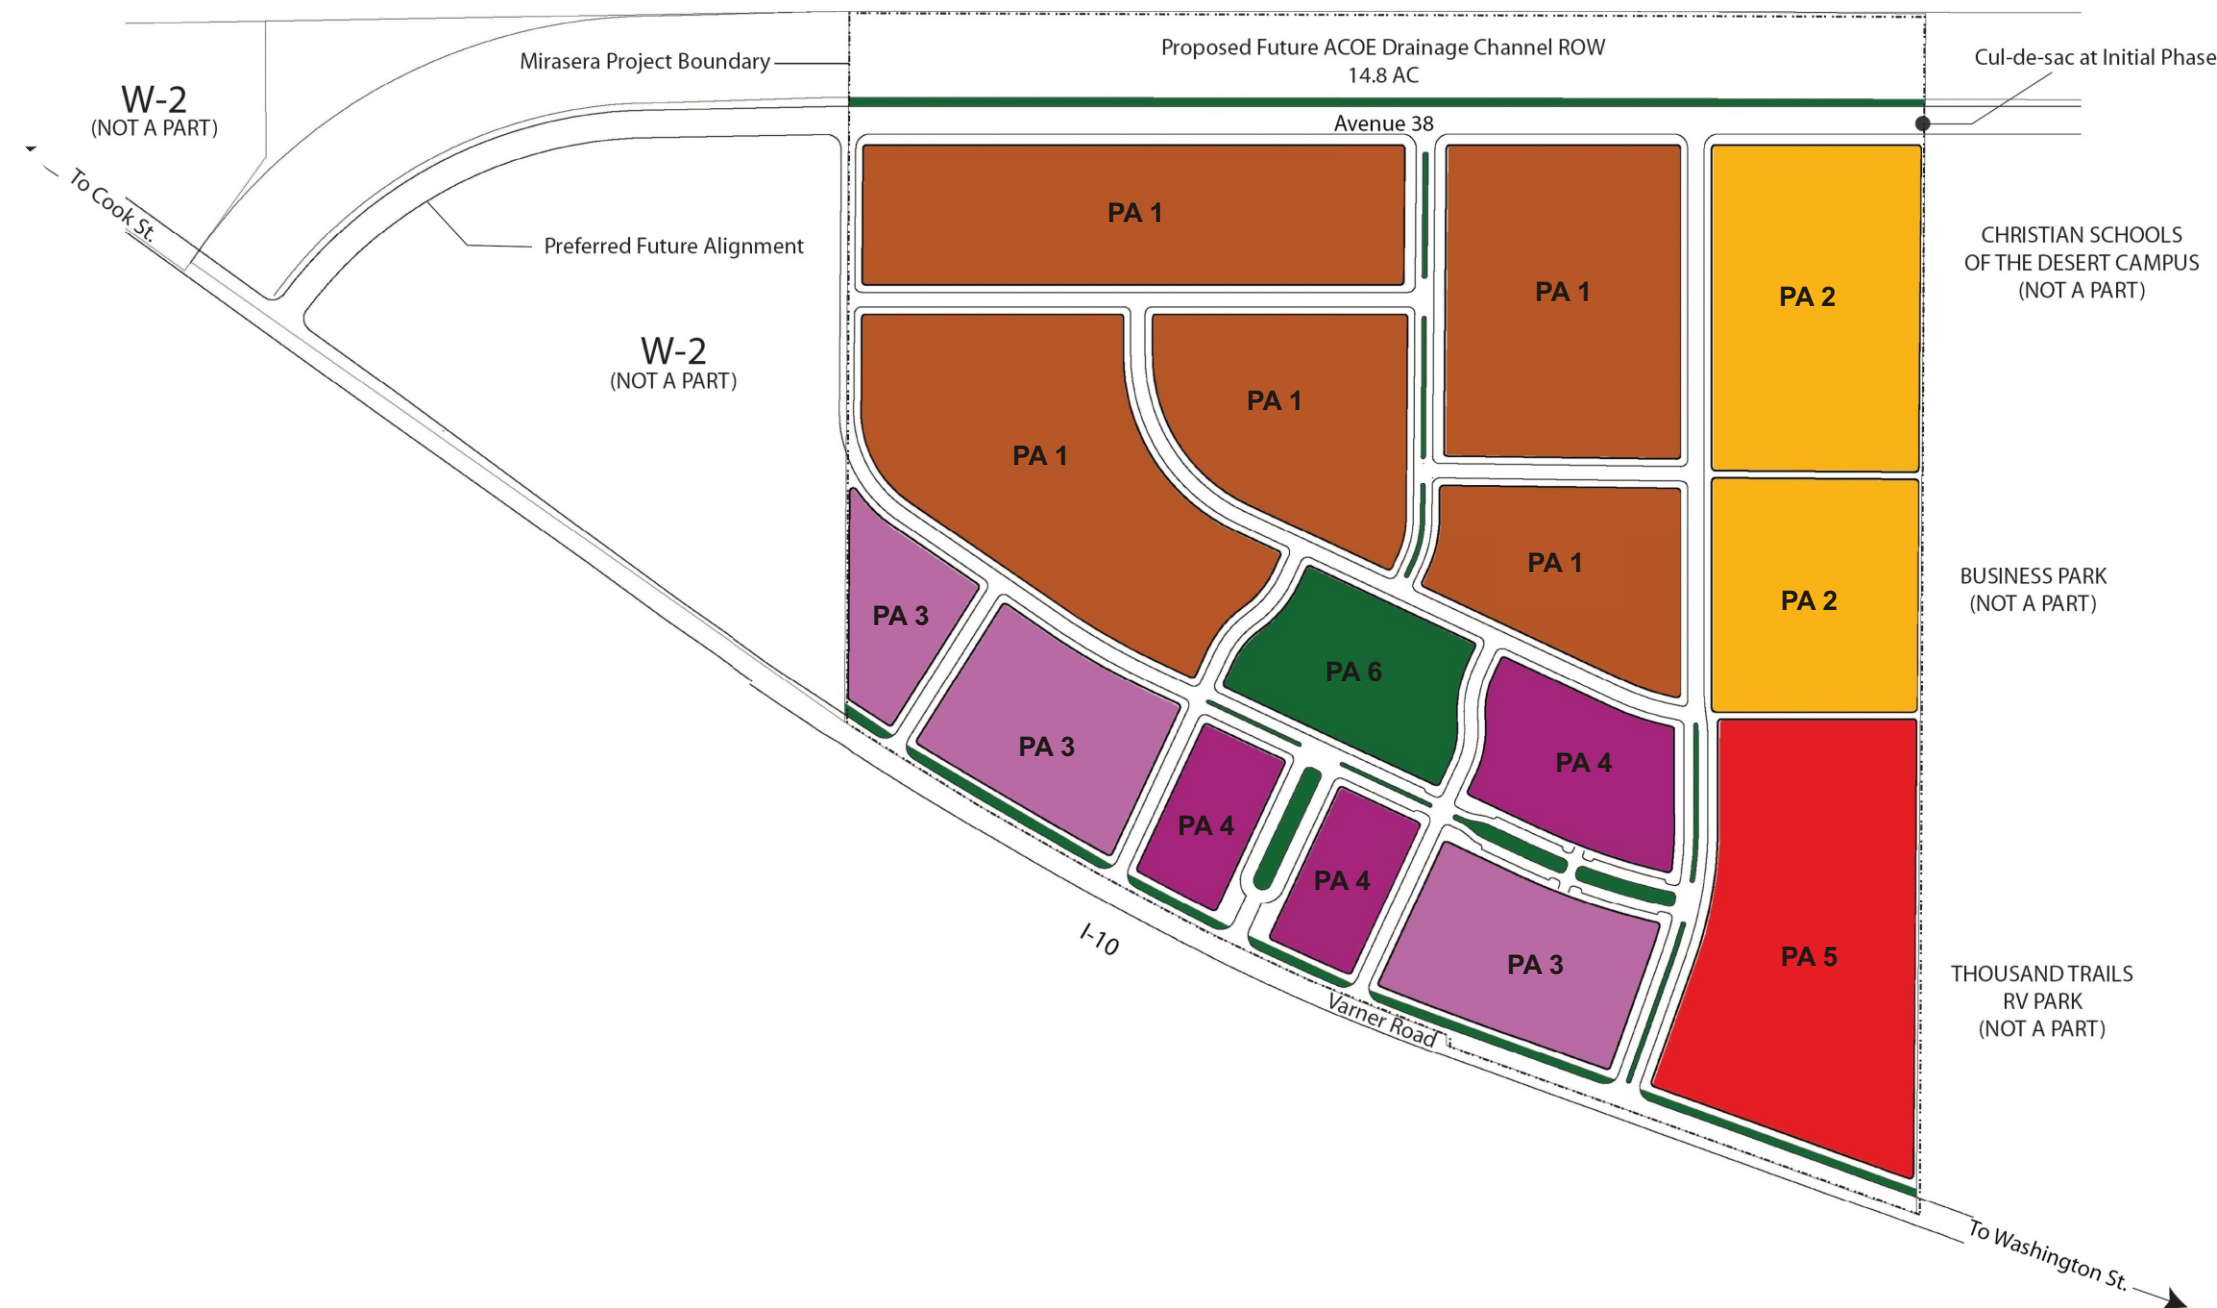 Proposed Future ACOE Drainage Channel ROW
14.8 AC
Mirasera Project Boundary
Cul-de-sac at Initial Phase
W-2
(NOT A PART)
Avenue 38
To Cook St.
Preferred Future Alignment
PA 1
PA 1
PA 2
CHRISTIAN SCHOOLS
OF THE DESERT CAMPUS
(NOT A PART)
W-2
(NOT A PART)
PA 1
PA 1
PA 1
PA 2
BUSINESS PARK
(NOT A PART)
PA 3
PA 6
PA 3
PA 4
PA 4
PA 4
PA 3
PA 5
THOUSAND TRAILS
RV PARK
(NOT A PART)
I-10
Varner Road
To Washington St.